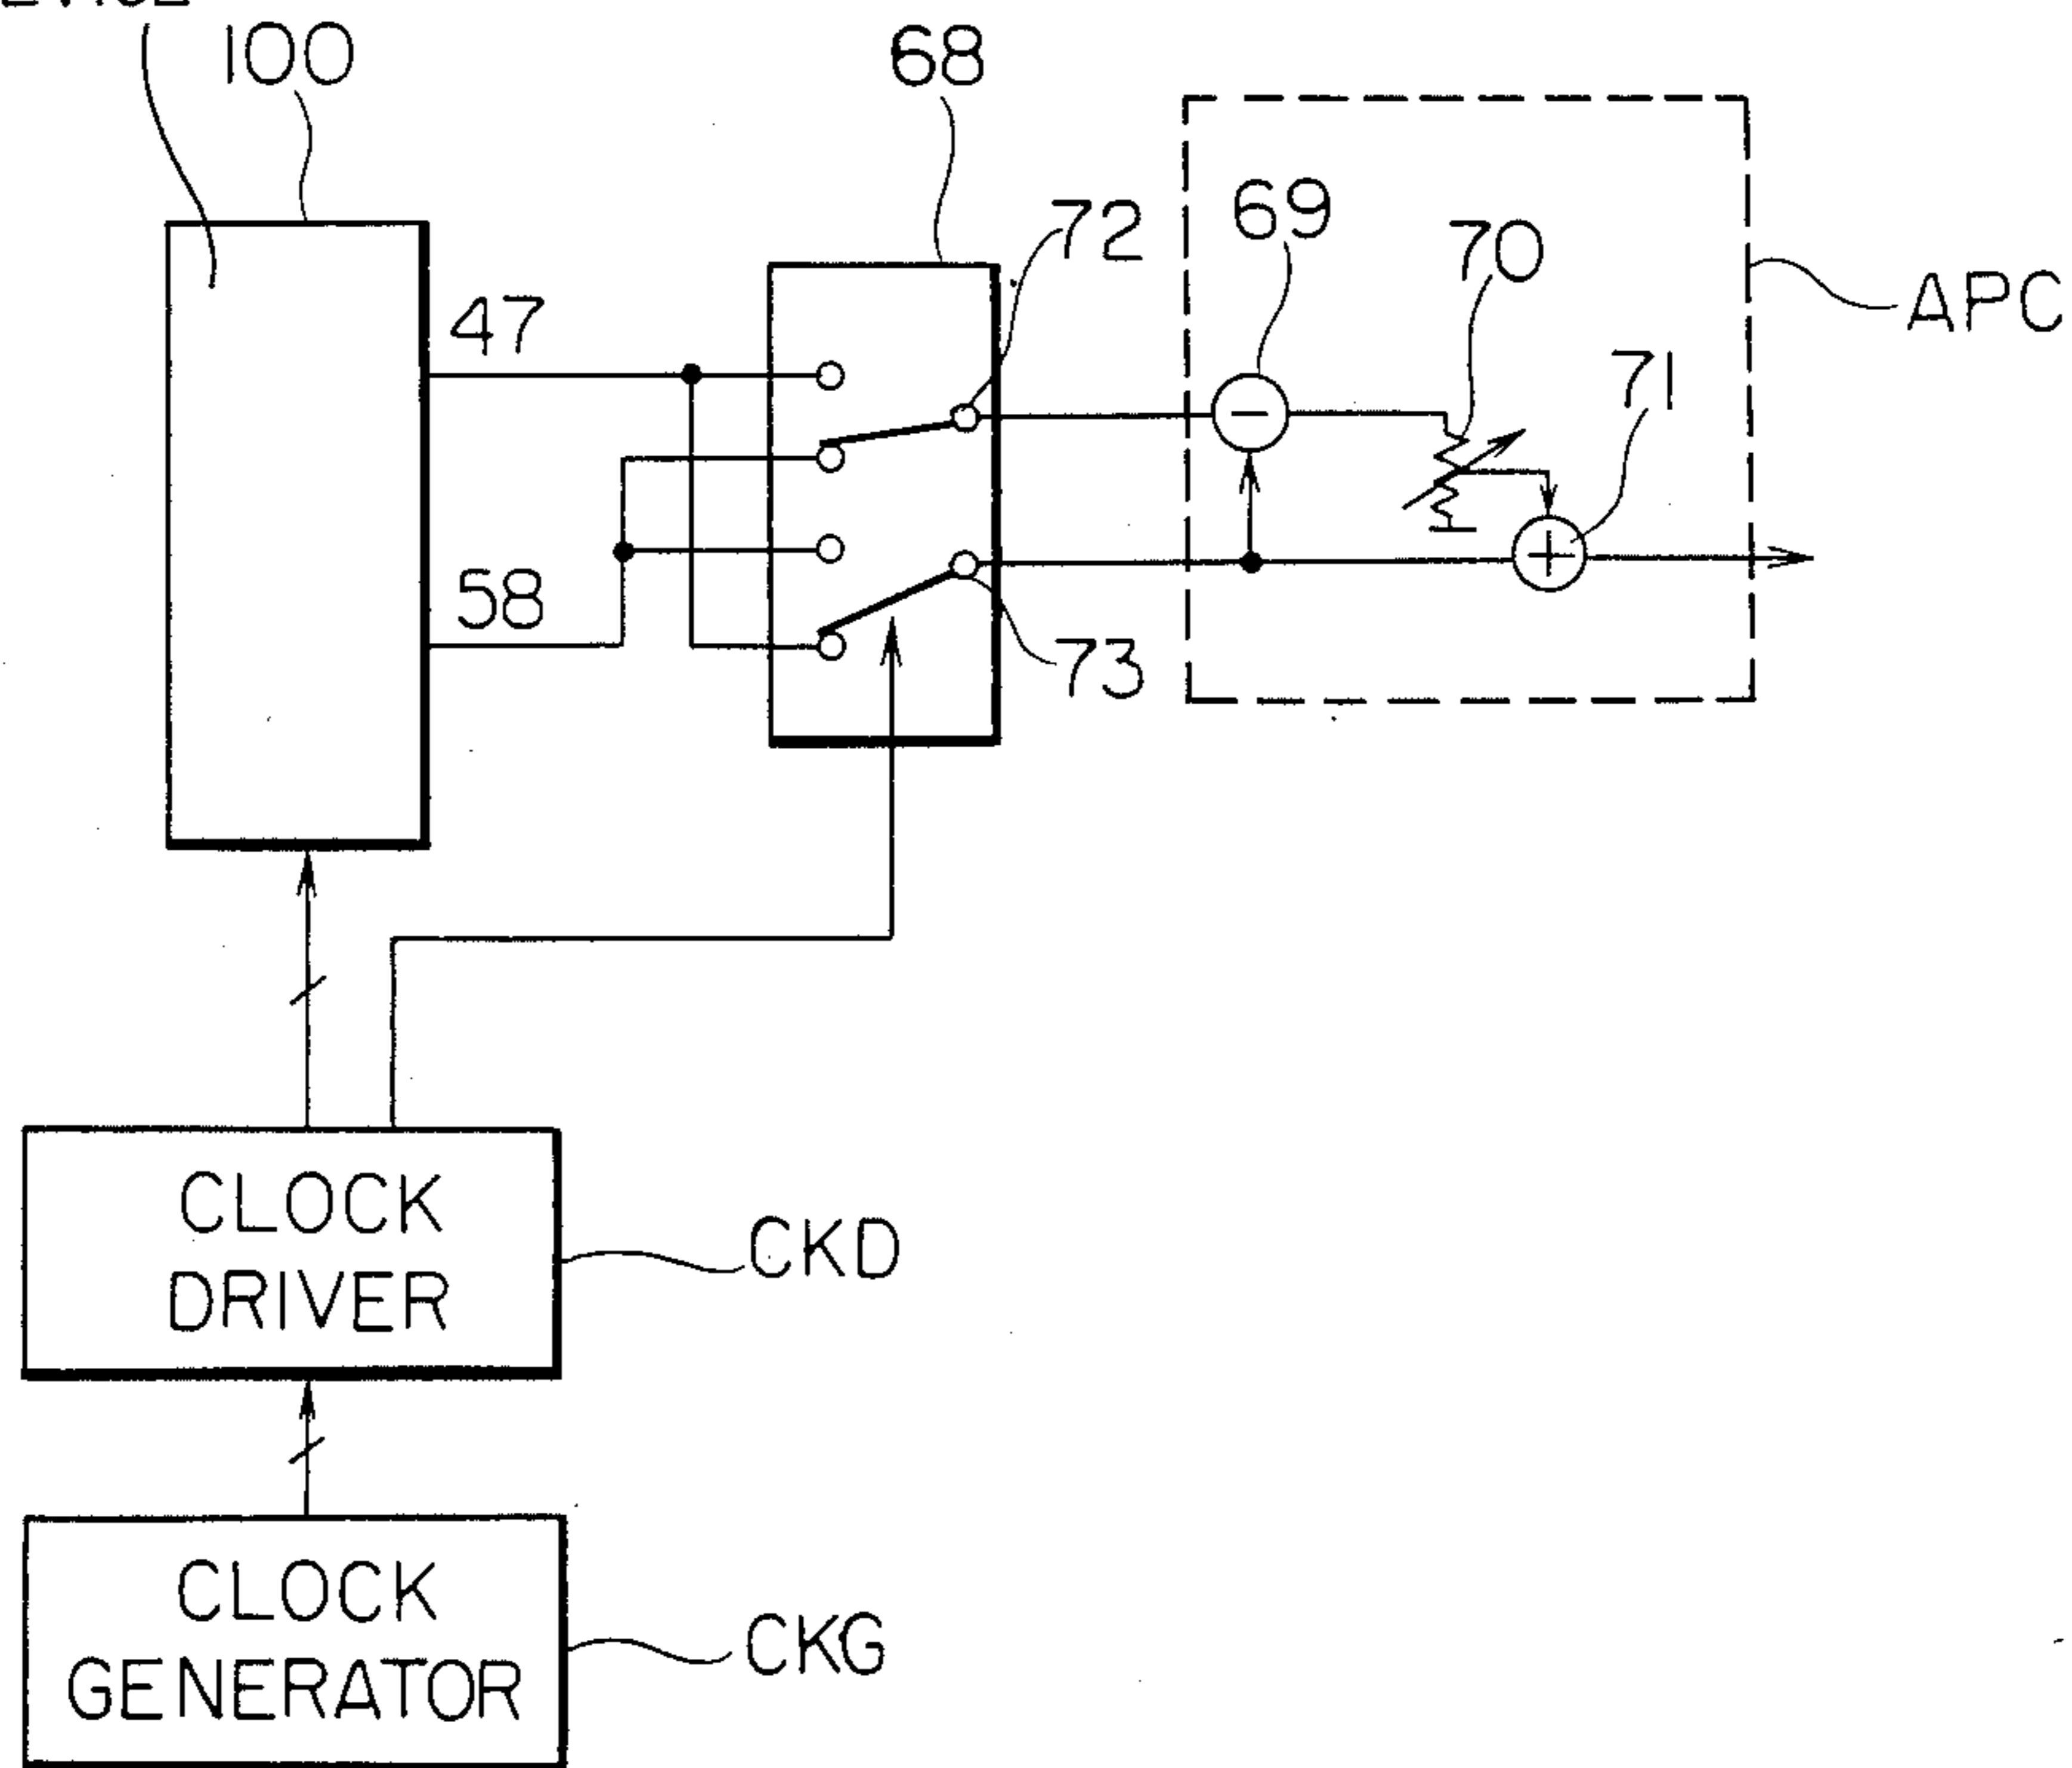 100
68
72
69
70
APC
47
71
58
73
CLOCK
DRIVER
CKD
CLOCK
GENERATOR
CKG